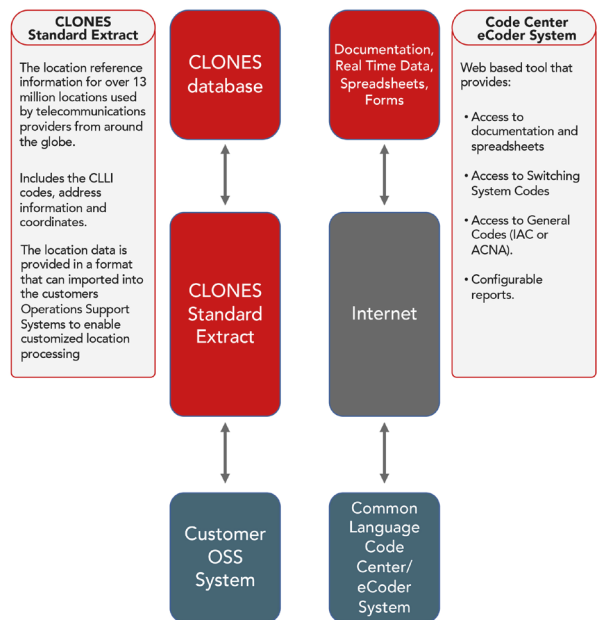 CLONES
Standard Extract
The location reference
information for over 13
million locations used
by telecommunications
providers from around
the globe.
Includes the CLLI
codes, address
information and
coordinates.
The location data is
provided in a format
that can imported into
the customers
Operations Support
Systems to enable
customized location
processing
CLONES
database
CLONES
Standard
Extract
Customer
OSS
System
Documentation,
Real Time Data,
Spreadsheets,
Forms
Internet
Common
Language
Code
Center/
eCoder
System
Code Center
eCoder System
Web based tool that
provides:
• Access to
documentation and
spreadsheets
• Access to Switching
System Codes
• Access to General
Codes (IAC or
ACNA).
• Configurable
reports.